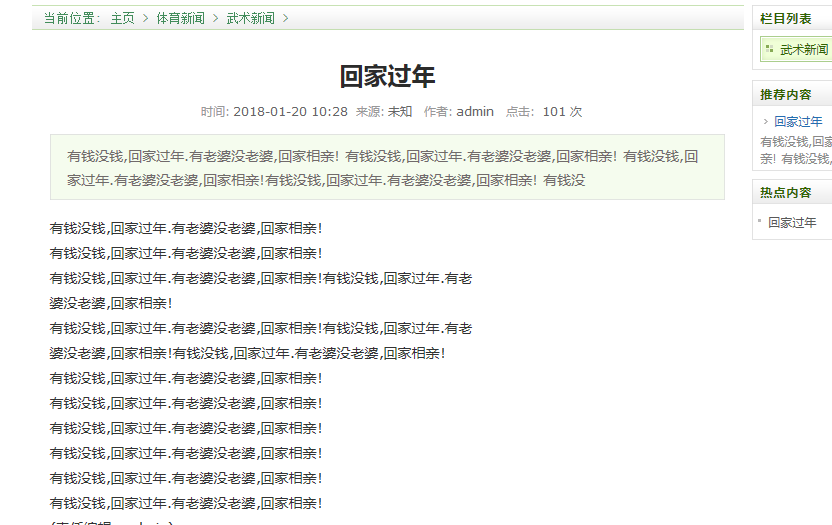 当前位置： 主页 > 体育新闻 > 武术新闻 >
回家过年
时间: 2018-01-20 10:28 来源: 未知 作者: admin 点击： 101 次
有钱没钱,回家过年.有老婆没老婆,回家相亲! 有钱没钱,回家过年.有老婆没老婆,回家相亲! 有钱没钱,回
家过年.有老婆没老婆,回家相亲!有钱没钱,回家过年.有老婆没老婆,回家相亲! 有钱没
有钱没钱,回家过年.有老婆没老婆,回家相亲!
有钱没钱,回家过年.有老婆没老婆,回家相亲!
有钱没钱,回家过年.有老婆没老婆,回家相亲!有钱没钱,回家过年.有老
婆没老婆,回家相亲!
有钱没钱,回家过年.有老婆没老婆,回家相亲!有钱没钱,回家过年.有老
婆没老婆,回家相亲!有钱没钱,回家过年.有老婆没老婆,回家相亲!
有钱没钱,回家过年.有老婆没老婆,回家相亲!
有钱没钱,回家过年.有老婆没老婆,回家相亲!
有钱没钱,回家过年.有老婆没老婆,回家相亲!
有钱没钱,回家过年.有老婆没老婆,回家相亲!
有钱没钱,回家过年.有老婆没老婆,回家相亲!
有钱没钱,回家过年.有老婆没老婆,回家相亲!
栏目列表
武术新闻
推荐内容
> 回家过年
有钱没钱,回家
亲! 有钱没钱,
热点内容
回家过年